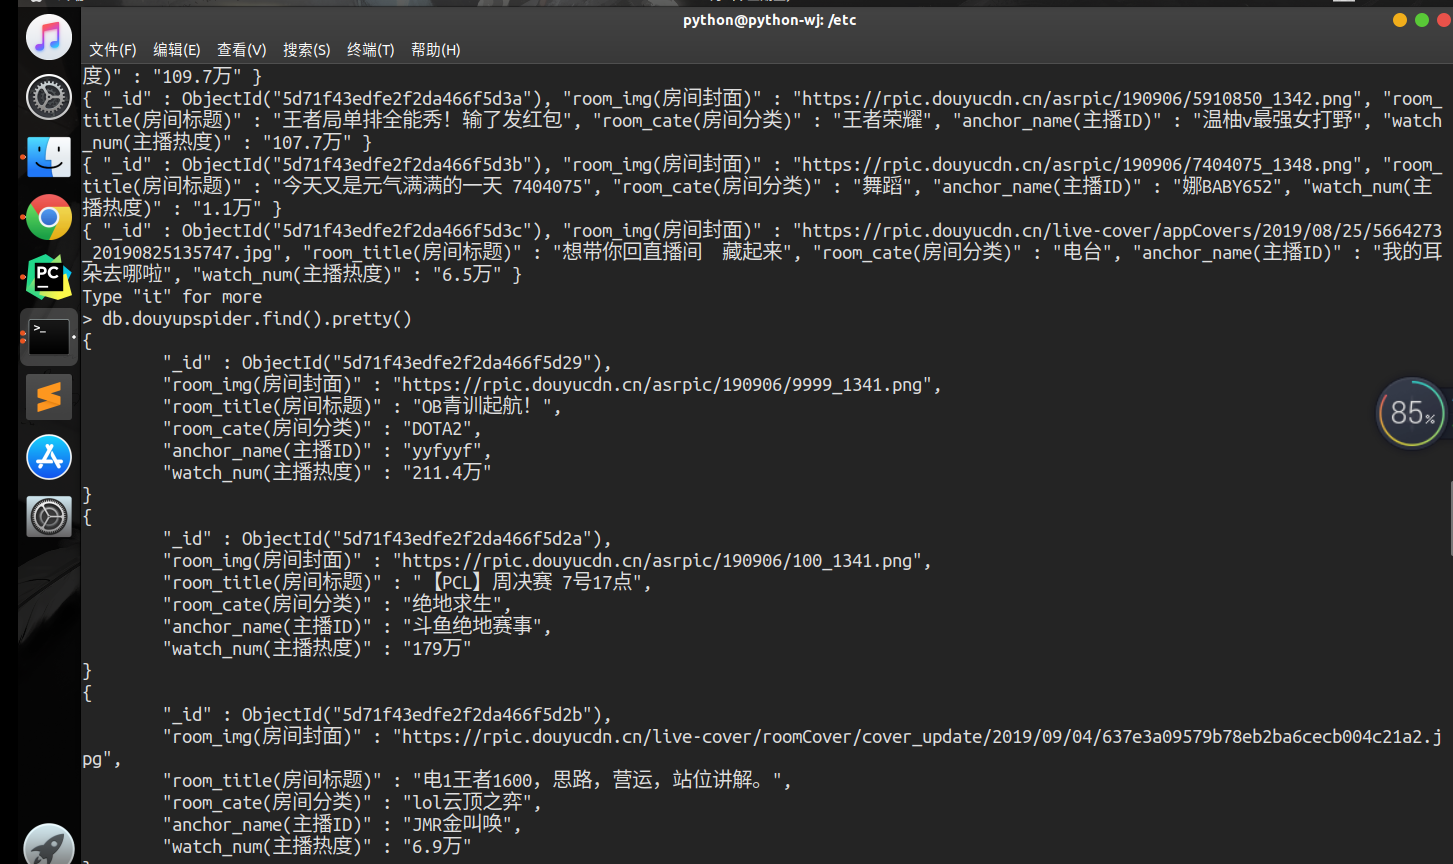 python@python-wj: /etc
文件(F) 编辑(E) 查看(V) 搜索(S) 终端(T) 帮助(H)
度)" : "109.7万" }
{ "_id" : ObjectId("5d71f43edfe2f2da466f5d3a"), "room_img(房间封面)" : "https://rpic.douyucdn.cn/asrpic/190906/5910850_1342.png", "room_
title(房间标题)" : "王者局单排全能秀！输了发红包", "room_cate(房间分类)" : "王者荣耀", "anchor_name(主播ID)" : "温柚v最强女打野", "watch
_num(主播热度)" : "107.7万" }
{ "_id" : ObjectId("5d71f43edfe2f2da466f5d3b"), "room_img(房间封面)" : "https://rpic.douyucdn.cn/asrpic/190906/7404075_1348.png", "room_
title(房间标题)" : "今天又是元气满满的一天 7404075", "room_cate(房间分类)" : "舞蹈", "anchor_name(主播ID)" : "娜BABY652", "watch_num(主
播热度)" : "1.1万" }
{ "_id" : ObjectId("5d71f43edfe2f2da466f5d3c"), "room_img(房间封面)" : "https://rpic.douyucdn.cn/live-cover/appCovers/2019/08/25/5664273
_20190825135747.jpg", "room_title(房间标题)" : "想带你回直播间　藏起来", "room_cate(房间分类)" : "电台", "anchor_name(主播ID)" : "我的耳
朵去哪啦", "watch_num(主播热度)" : "6.5万" }
Type "it" for more
> db.douyupspider.find().pretty()
{
"_id" : ObjectId("5d71f43edfe2f2da466f5d29"),
"room_img(房间封面)" : "https://rpic.douyucdn.cn/asrpic/190906/9999_1341.png",
"room_title(房间标题)" : "OB青训起航！",
"room_cate(房间分类)" : "DOTA2",
"anchor_name(主播ID)" : "yyfyyf",
"watch_num(主播热度)" : "211.4万"
}
{
"_id" : ObjectId("5d71f43edfe2f2da466f5d2a"),
"room_img(房间封面)" : "https://rpic.douyucdn.cn/asrpic/190906/100_1341.png",
"room_title(房间标题)" : "【PCL】周决赛 7号17点",
"room_cate(房间分类)" : "绝地求生",
"anchor_name(主播ID)" : "斗鱼绝地赛事",
"watch_num(主播热度)" : "179万"
}
{
"_id" : ObjectId("5d71f43edfe2f2da466f5d2b"),
"room_img(房间封面)" : "https://rpic.douyucdn.cn/live-cover/roomCover/cover_update/2019/09/04/637e3a09579b78eb2ba6cecb004c21a2.j
pg",
"room_title(房间标题)" : "电1王者1600，思路，营运，站位讲解。",
"room_cate(房间分类)" : "lol云顶之弈",
"anchor_name(主播ID)" : "JMR金叫唤",
"watch_num(主播热度)" : "6.9万"
PC
>_
85%